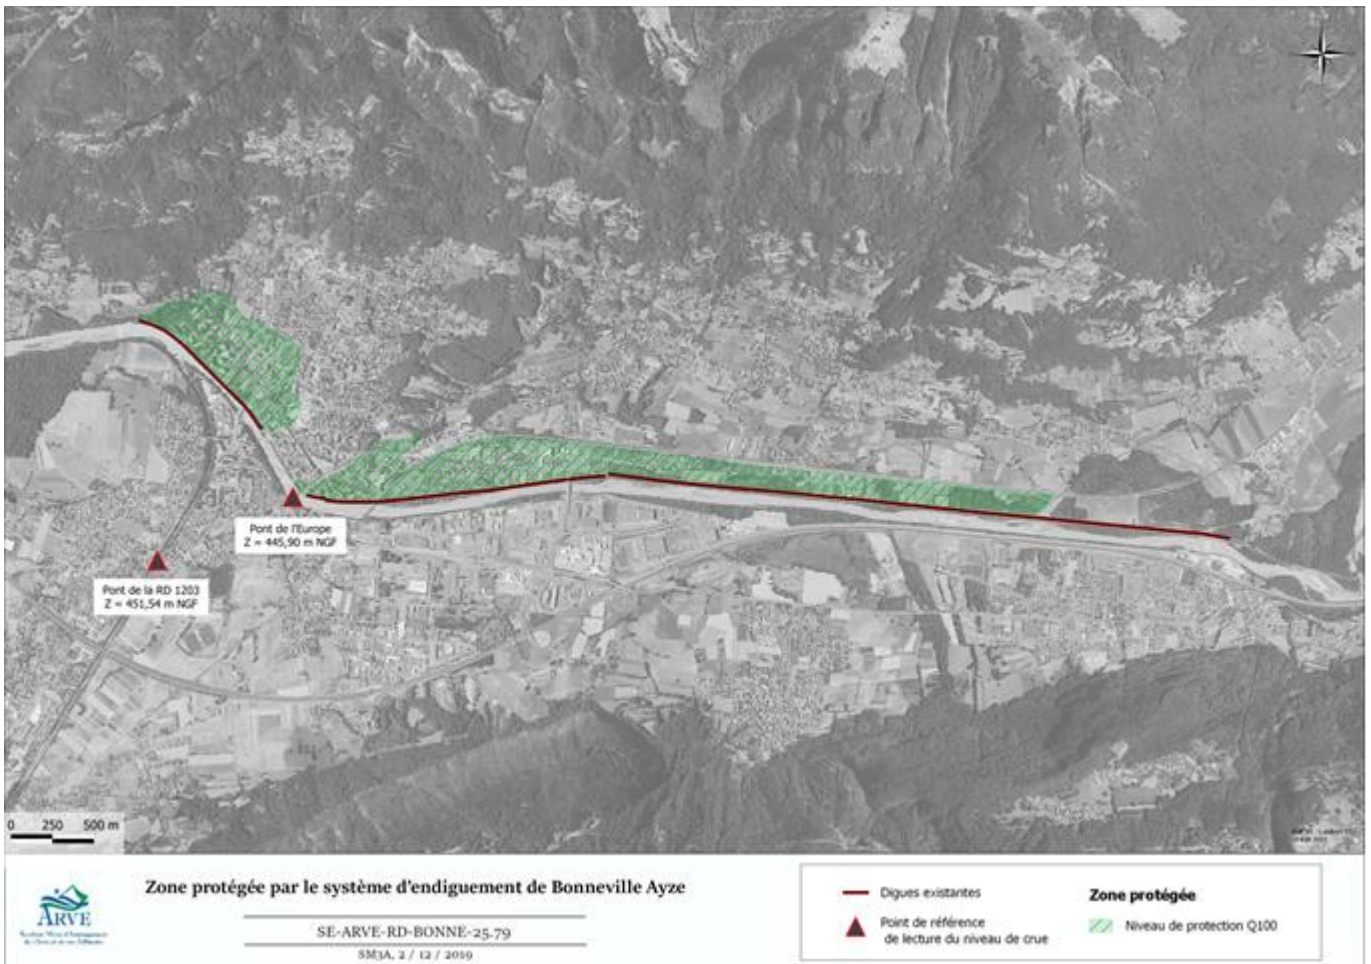 Pont de l'Europe
Z = 445,90 m NGF
Pont de la RD 1203
Z = 451,54 m NGF
0 250 500 m
ARVE
Zone protégée par le système d'endiguement de Bonneville Ayze
SE-ARVE-RD-BONNE-25.79
SM3A, 2 / 12 / 2019
Digues existantes
Point de référence
de lecture du niveau de crue
Zone protégée
Niveau de protection Q100